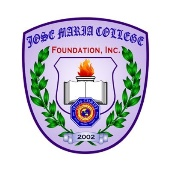 JOSE MARIA COLLEGE
FOUNDATION, INC.
2002